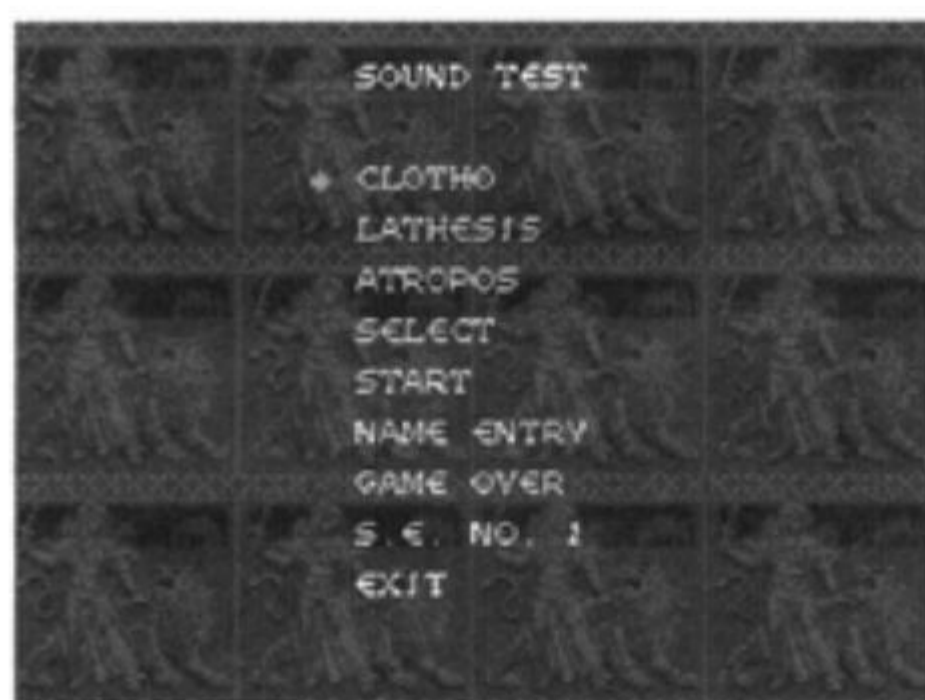 SOUND TEST
CLOTHO
LATHESIS
ATROPOS
SELECT
START
NAME ENTRY
GAME OVER
S.E. NO. 1
EXIT